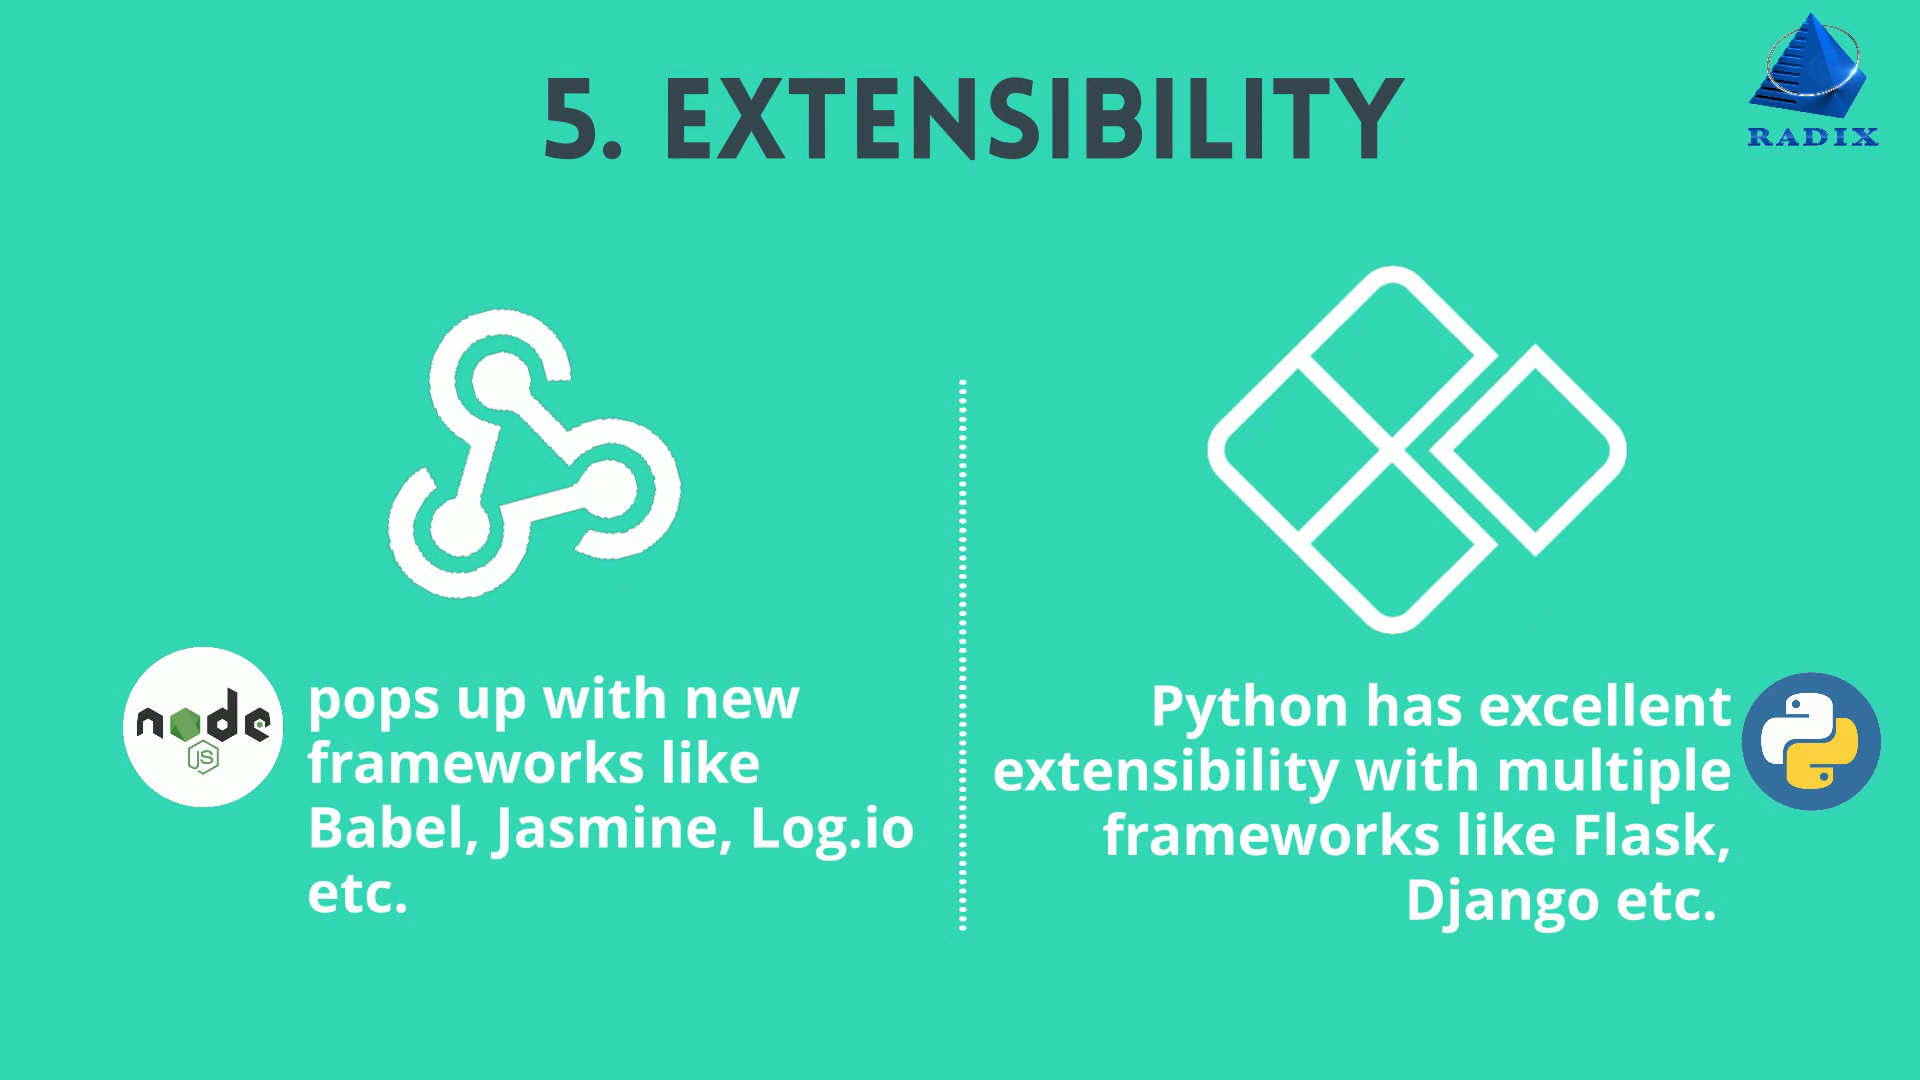 5. EXTENSIBILITY
RADIX
node
JS
pops up with new
frameworks like
Babel, Jasmine, Log.io
etc.
Python has excellent
extensibility with multiple
frameworks like Flask,
Django etc.